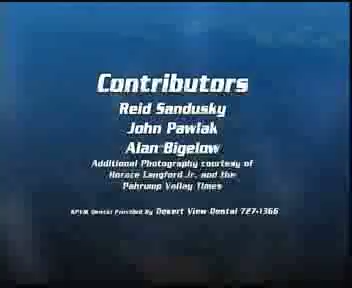 Contributors
Reid Sandusky
John Pawlak
Alan Bigelow
Additional Photography courtesy of
Horace Langford Jr. and the
Pahrump Valley Times
Dental Provided By Desert View Dental 727-1366